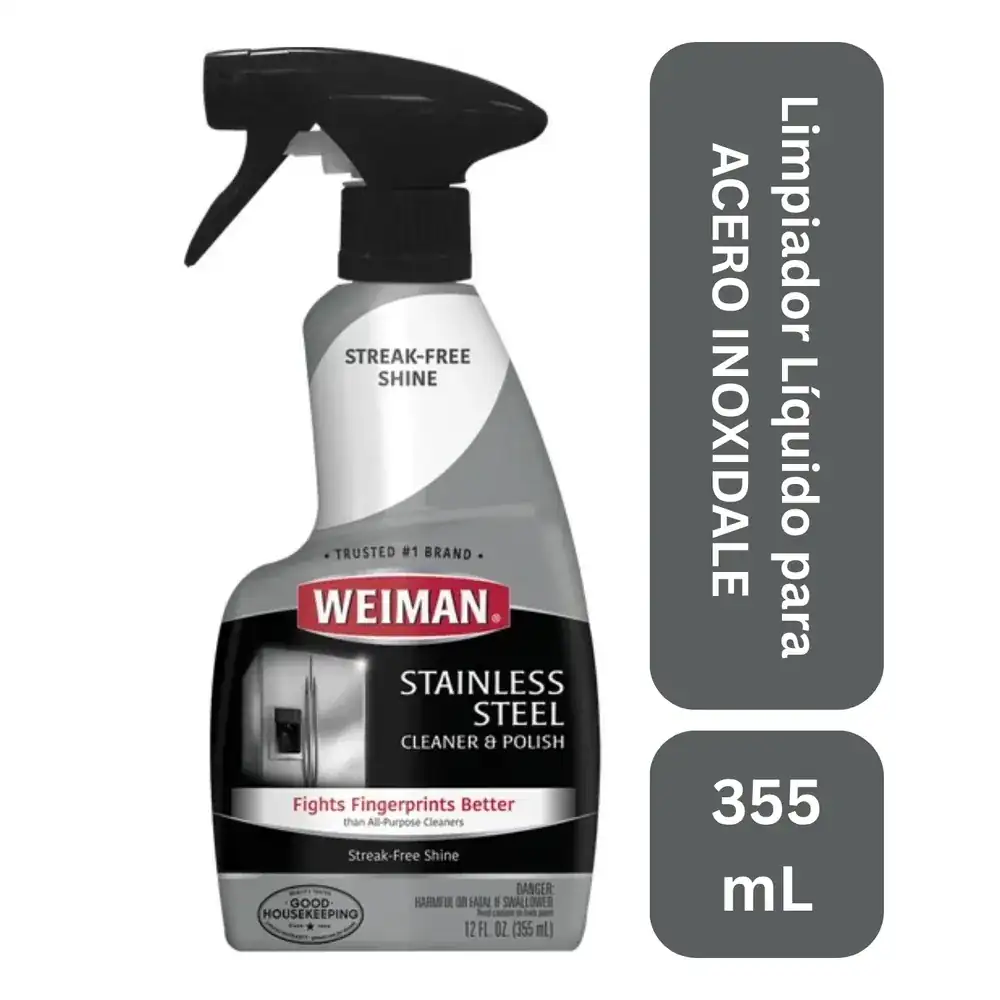 STREAK-FREE
SHINE
• TRUSTED #1 BRAND •
WEIMAN®
STAINLESS
STEEL
CLEANER & POLISH
Fights Fingerprints Better
than All-Purpose Cleaners
Streak-Free Shine
GOOD
HOUSEKEEPING
DANGER:
HARMFUL OR FATAL IF SWALLOWED
12 FL. OZ. (355 mL)
Limpiador Líquido para
ACERO INOXIDALE
355
mL